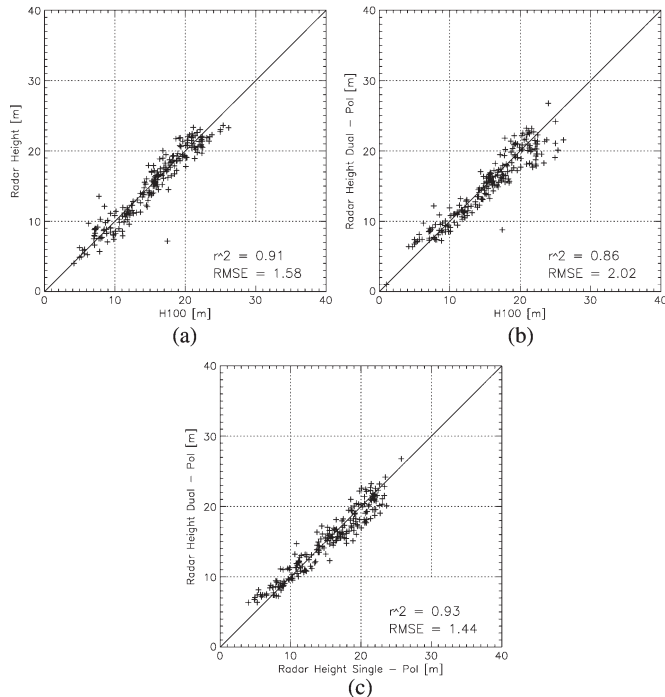 40
30
20
10
0
Radar Height [m]
r^2 = 0.91
RMSE = 1.58
0 10 20 30 40
H100 [m]
(a)
40
30
20
10
0
Radar Height Dual - Pol [m]
r^2 = 0.86
RMSE = 2.02
0 10 20 30 40
H100 [m]
(b)
40
30
20
10
0
Radar Height Dual - Pol [m]
r^2 = 0.93
RMSE = 1.44
0 10 20 30 40
Radar Height Single - Pol [m]
(c)